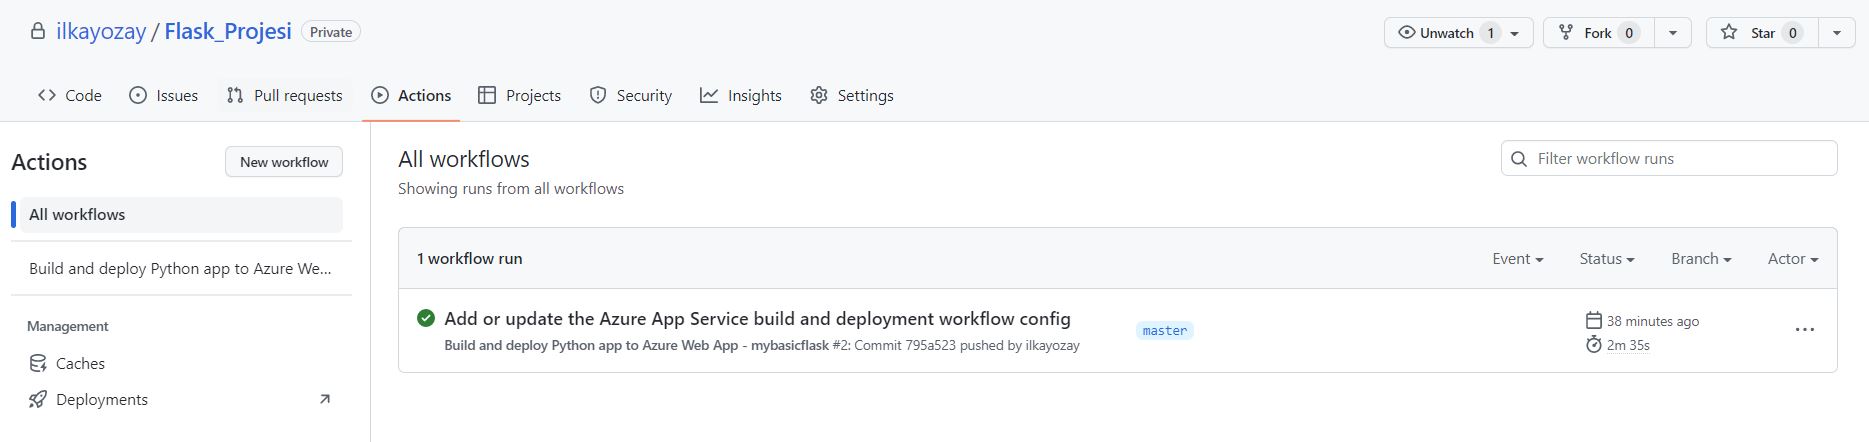 ilkayozay / Flask_Projesi Private
Unwatch 1
Fork 0
Star 0
Code Issues Pull requests Actions Projects Security Insights Settings
Actions
New workflow
All workflows
Build and deploy Python app to Azure We...
Management
Caches
Deployments
All workflows
Showing runs from all workflows
Filter workflow runs
1 workflow run
Event Status Branch Actor
Add or update the Azure App Service build and deployment workflow config
Build and deploy Python app to Azure Web App - mybasicflask #2: Commit 795a523 pushed by ilkayozay
master
38 minutes ago
2m 35s